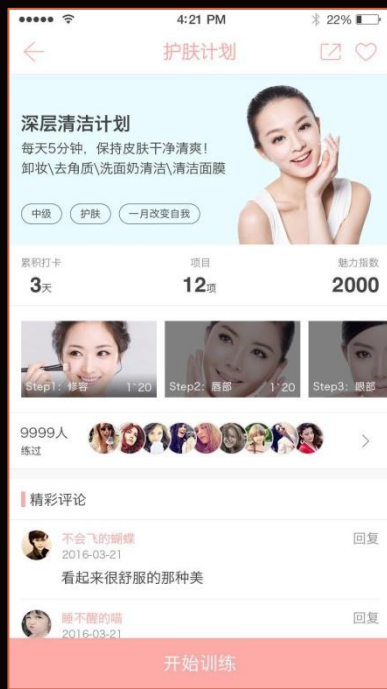 4:21 PM
22%
护肤计划
深层清洁计划
每天5分钟，保持皮肤干净清爽！
卸妆\去角质\洗面奶清洁\清洁面膜
中级
护肤
一月改变自我
累积打卡
项目
魅力指数
3天
12项
2000
Step1：修容
1`20
Step2：唇部
1`20
Step3：眼部
9999人
练过
精彩评论
不会飞的蝴蝶
回复
2016-03-21
看起来很舒服的那种美
睡不醒的喵
回复
2016-03-21
开始训练